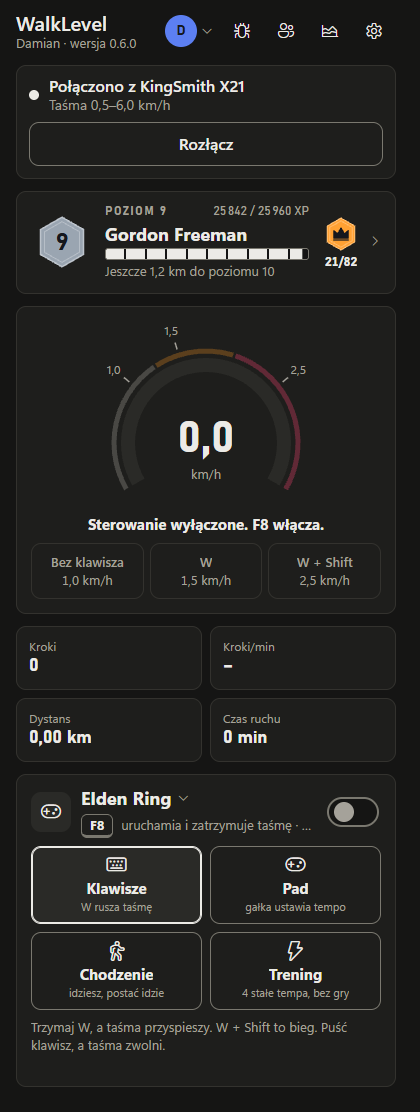 WalkLevel
Damian · wersja 0.6.0
D
Połączono z KingSmith X21
Taśma 0,5–6,0 km/h
Rozłącz
POZIOM 9
25 842 / 25 960 XP
9
Gordon Freeman
Jeszcze 1,2 km do poziomu 10
21/82
1,5
1,0
2,5
0,0
km/h
Sterowanie wyłączone. F8 włącza.
Bez klawisza
1,0 km/h
W
1,5 km/h
W + Shift
2,5 km/h
Kroki
0
Kroki/min
–
Dystans
0,00 km
Czas ruchu
0 min
Elden Ring
F8 uruchamia i zatrzymuje taśmę · ...
Klawisze
W rusza taśmę
Pad
gałka ustawia tempo
Chodzenie
idziesz, postać idzie
Trening
4 stałe tempa, bez gry
Trzymaj W, a taśma przyspieszy. W + Shift to bieg. Puść
klawisz, a taśma zwolni.